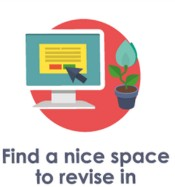 Find a nice space
to revise in